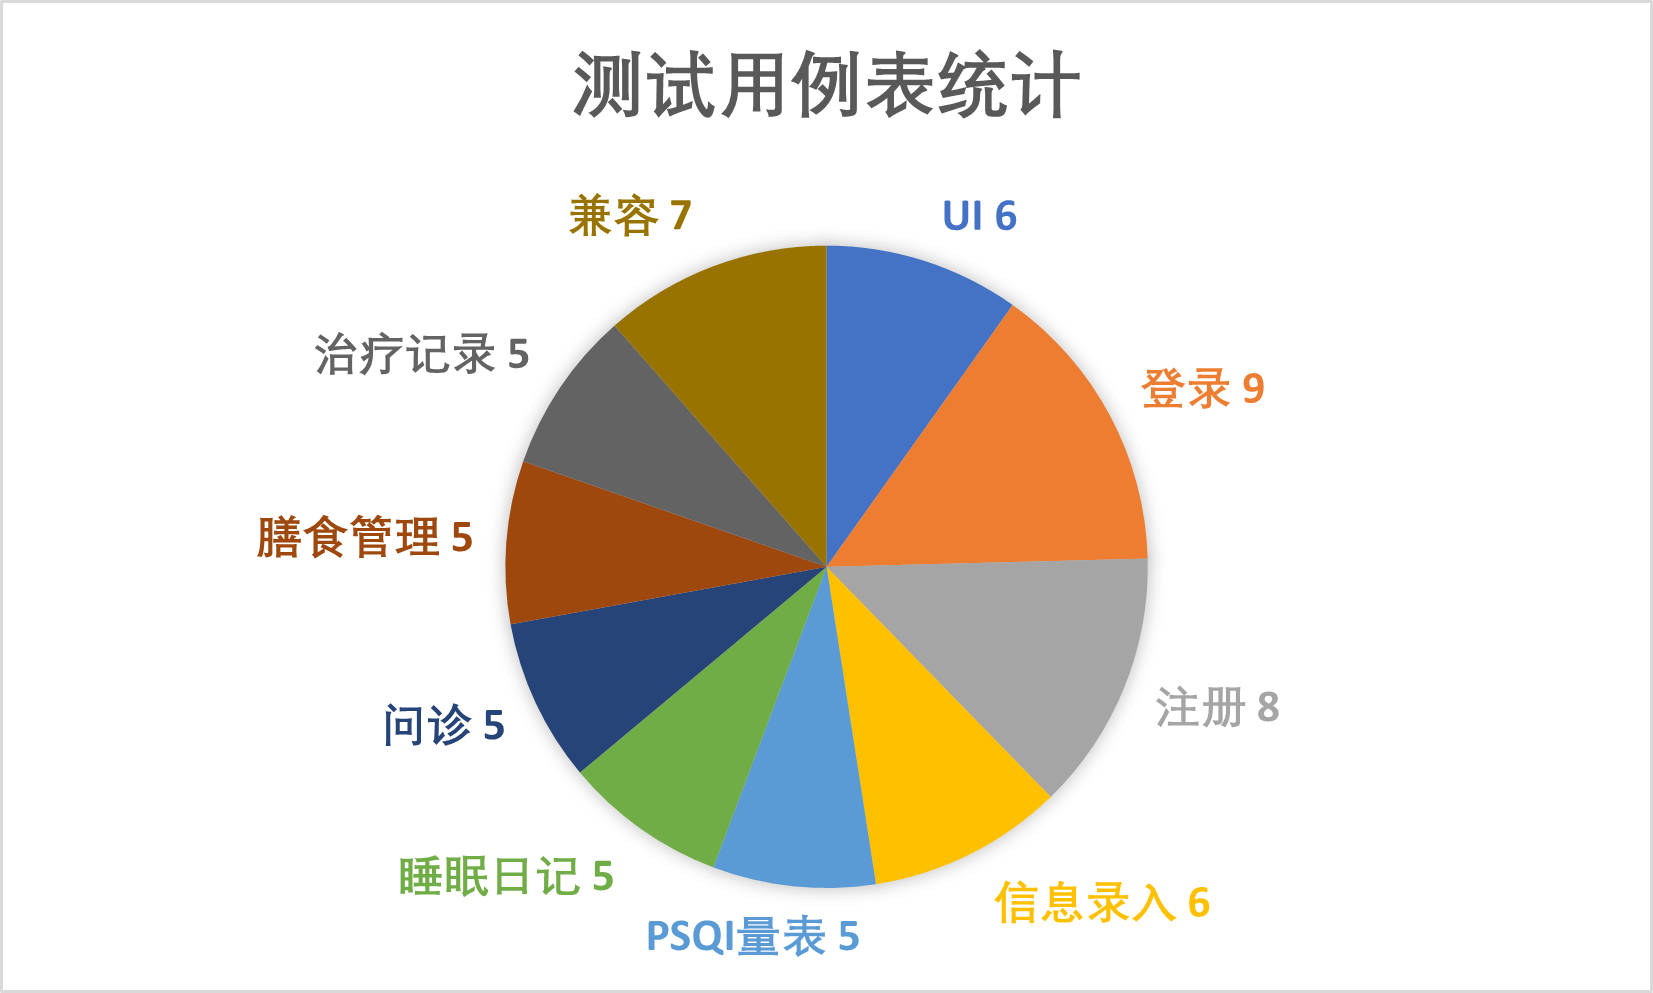 测试用例表统计
兼容 7
UI 6
治疗记录 5
登录 9
膳食管理 5
问诊 5
注册 8
睡眠日记 5
信息录入 6
PSQI量表 5